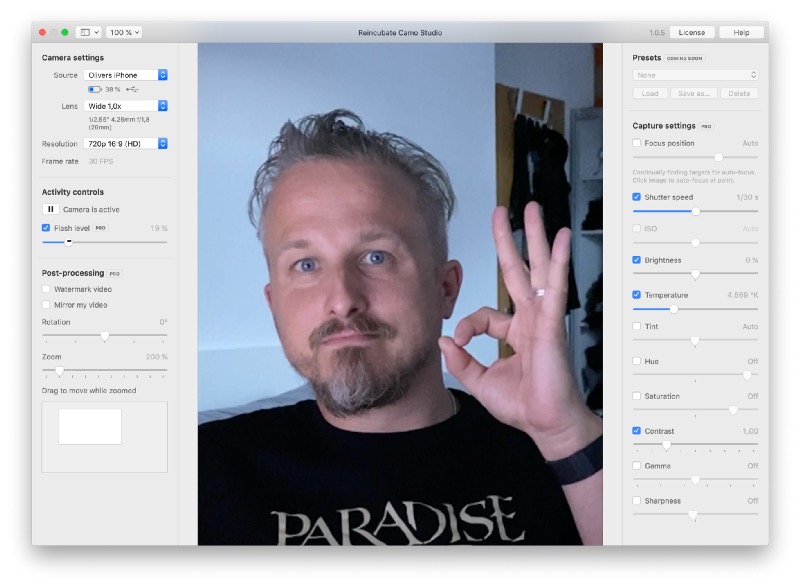 100 %
Reincubate Camo Studio
1.0.5
License
Help
Camera settings
Source
Olivers iPhone
38 %
Lens
Wide 1,0x
1/2.55" 4.25mm f/1,8
(26mm)
Resolution
720p 16:9 (HD)
Frame rate
30 FPS
Activity controls
Camera is active
Flash level
PRO
19 %
Post-processing
PRO
Watermark video
Mirror my video
Rotation
0°
Zoom
200 %
Drag to move while zoomed
PARADISE
Presets
COMING SOON
None
Load
Save as...
Delete
Capture settings
PRO
Focus position
Auto
Continually finding targets for auto-focus.
Click image to auto-focus at point.
Shutter speed
1/30 s
ISO
Auto
Brightness
0 %
Temperature
4.569 °K
Tint
Auto
Hue
Off
Saturation
Off
Contrast
1,00
Gamma
Off
Sharpness
Off